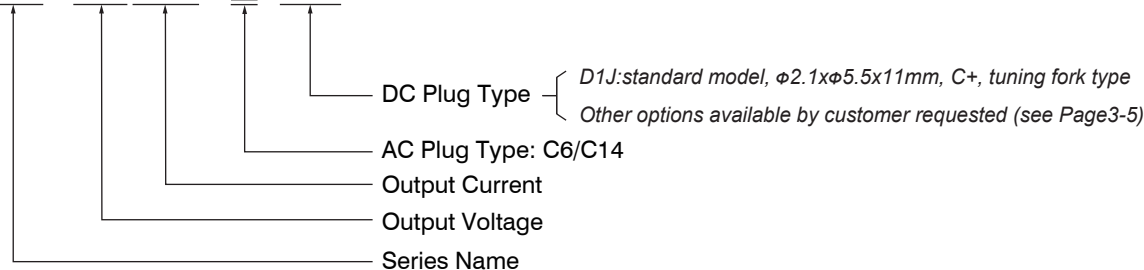 DC Plug Type
D1J:standard model, Φ2.1xΦ5.5x11mm, C+, tuning fork type
Other options available by customer requested (see Page3-5)
AC Plug Type: C6/C14
Output Current
Output Voltage
Series Name